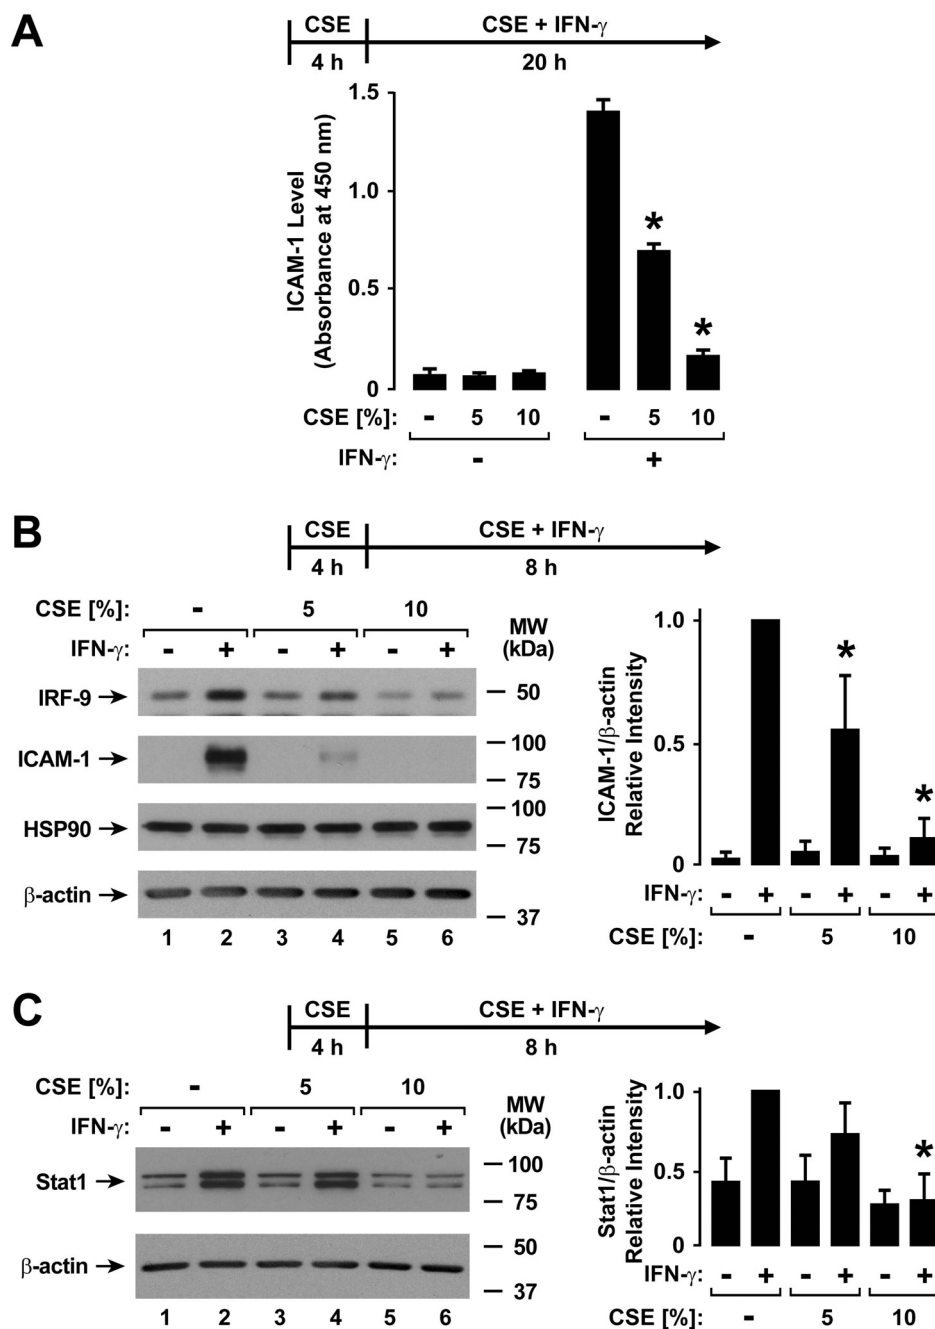 A
CSE CSE + IFN-γ
4 h 20 h
ICAM-1 Level
(Absorbance at 450 nm)
1.5
1.0
0.5
0
*
*
CSE [%]: - 5 10 - 5 10
IFN-γ: - +
B
CSE CSE + IFN-γ
4 h 8 h
CSE [%]: - 5 10
IFN-γ: - + - + - +
MW
(kDa)
IRF-9
50
ICAM-1
100
75
HSP90
100
75
β-actin
37
1 2 3 4 5 6
ICAM-1/β-actin
Relative Intensity
1.0
0.5
0
*
*
IFN-γ: - + - + - +
CSE [%]: - 5 10
C
CSE CSE + IFN-γ
4 h 8 h
CSE [%]: - 5 10
IFN-γ: - + - + - +
MW
(kDa)
Stat1
100
75
β-actin
50
37
1 2 3 4 5 6
Stat1/β-actin
Relative Intensity
1.0
0.5
0
*
IFN-γ: - + - + - +
CSE [%]: - 5 10